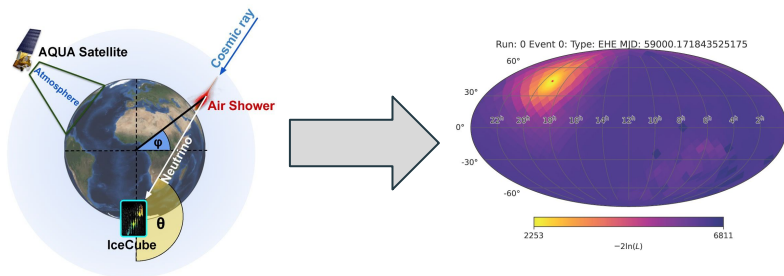 AQUA Satellite
Atmosphere
Cosmic ray
Air Shower
φ
Neutrino
θ
IceCube
Run: 0 Event 0: Type: EHE MJD: 59000.171843525175
60°
30°
0°
-30°
-60°
22ʰ 20ʰ 18ʰ 14ʰ 12ʰ 10ʰ 8ʰ 6ʰ 4ʰ 2ʰ
2253 6811
−2ln(L)